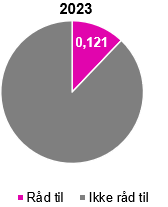 2023
0,121
Råd til
Ikke råd til